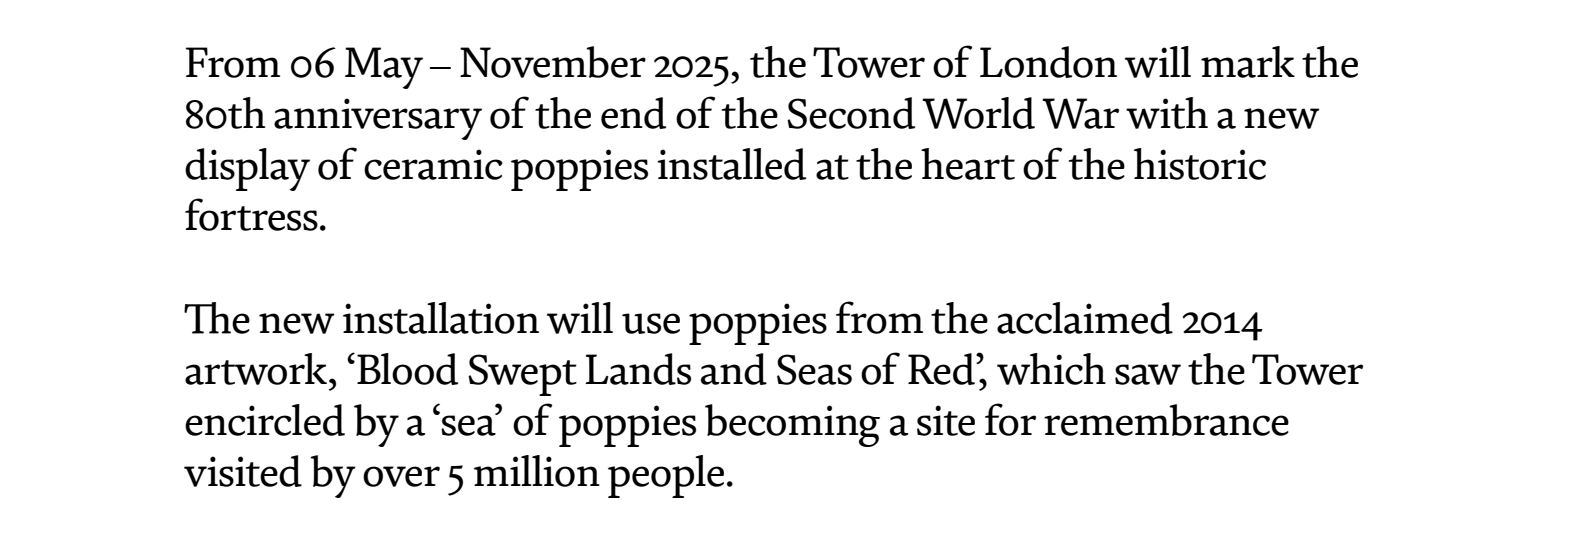 From 06 May – November 2025, the Tower of London will mark the
80th anniversary of the end of the Second World War with a new
display of ceramic poppies installed at the heart of the historic
fortress.
The new installation will use poppies from the acclaimed 2014
artwork, ‘Blood Swept Lands and Seas of Red’, which saw the Tower
encircled by a ‘sea’ of poppies becoming a site for remembrance
visited by over 5 million people.